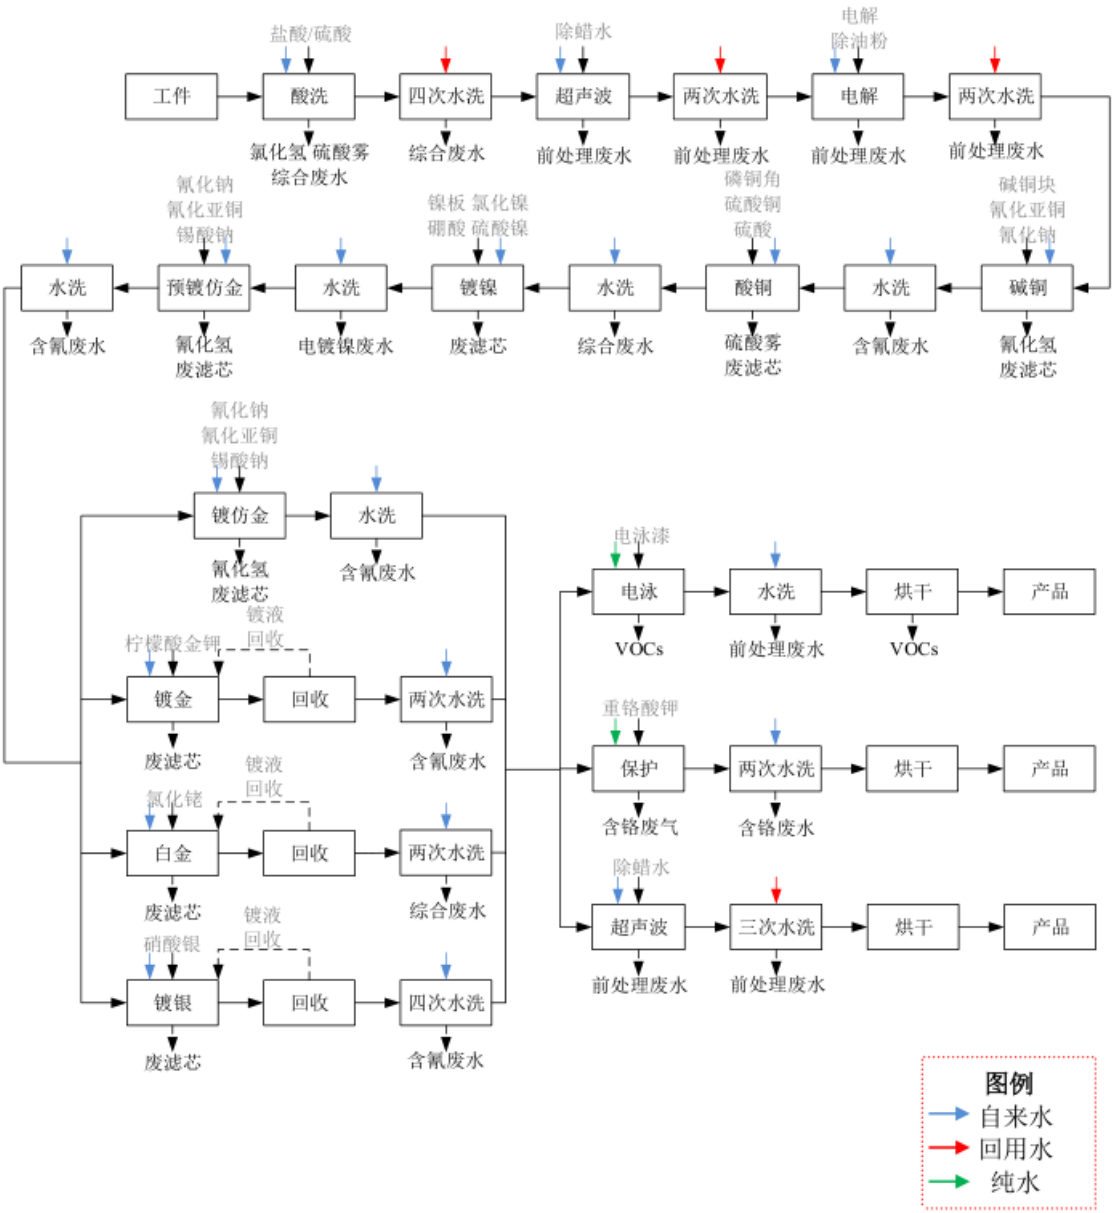 盐酸/硫酸
除蜡水
电解
除油粉
工件
酸洗
四次水洗
超声波
两次水洗
电解
两次水洗
氯化氢 硫酸雾
综合废水
综合废水
前处理废水
前处理废水
前处理废水
前处理废水
氰化钠
氰化亚铜
锡酸钠
镍板 氯化镍
硼酸 硫酸镍
磷铜角
硫酸铜
硫酸
碱铜块
氰化亚铜
氰化钠
水洗
预镀仿金
水洗
镀镍
水洗
酸铜
水洗
碱铜
含氰废水
氰化氢
废滤芯
电镀镍废水
废滤芯
综合废水
硫酸雾
废滤芯
含氰废水
氰化氢
废滤芯
氰化钠
氰化亚铜
锡酸钠
镀仿金
水洗
氰化氢
废滤芯
含氰废水
镀液
回收
柠檬酸金钾
镀金
回收
两次水洗
废滤芯
含氰废水
镀液
回收
氯化铑
白金
回收
两次水洗
废滤芯
综合废水
镀液
回收
硝酸银
镀银
回收
四次水洗
废滤芯
含氰废水
电泳漆
电泳
水洗
烘干
产品
VOCs
前处理废水
VOCs
重铬酸钾
保护
两次水洗
烘干
产品
含铬废气
含铬废水
除蜡水
超声波
三次水洗
烘干
产品
前处理废水
前处理废水
图例
自来水
回用水
纯水